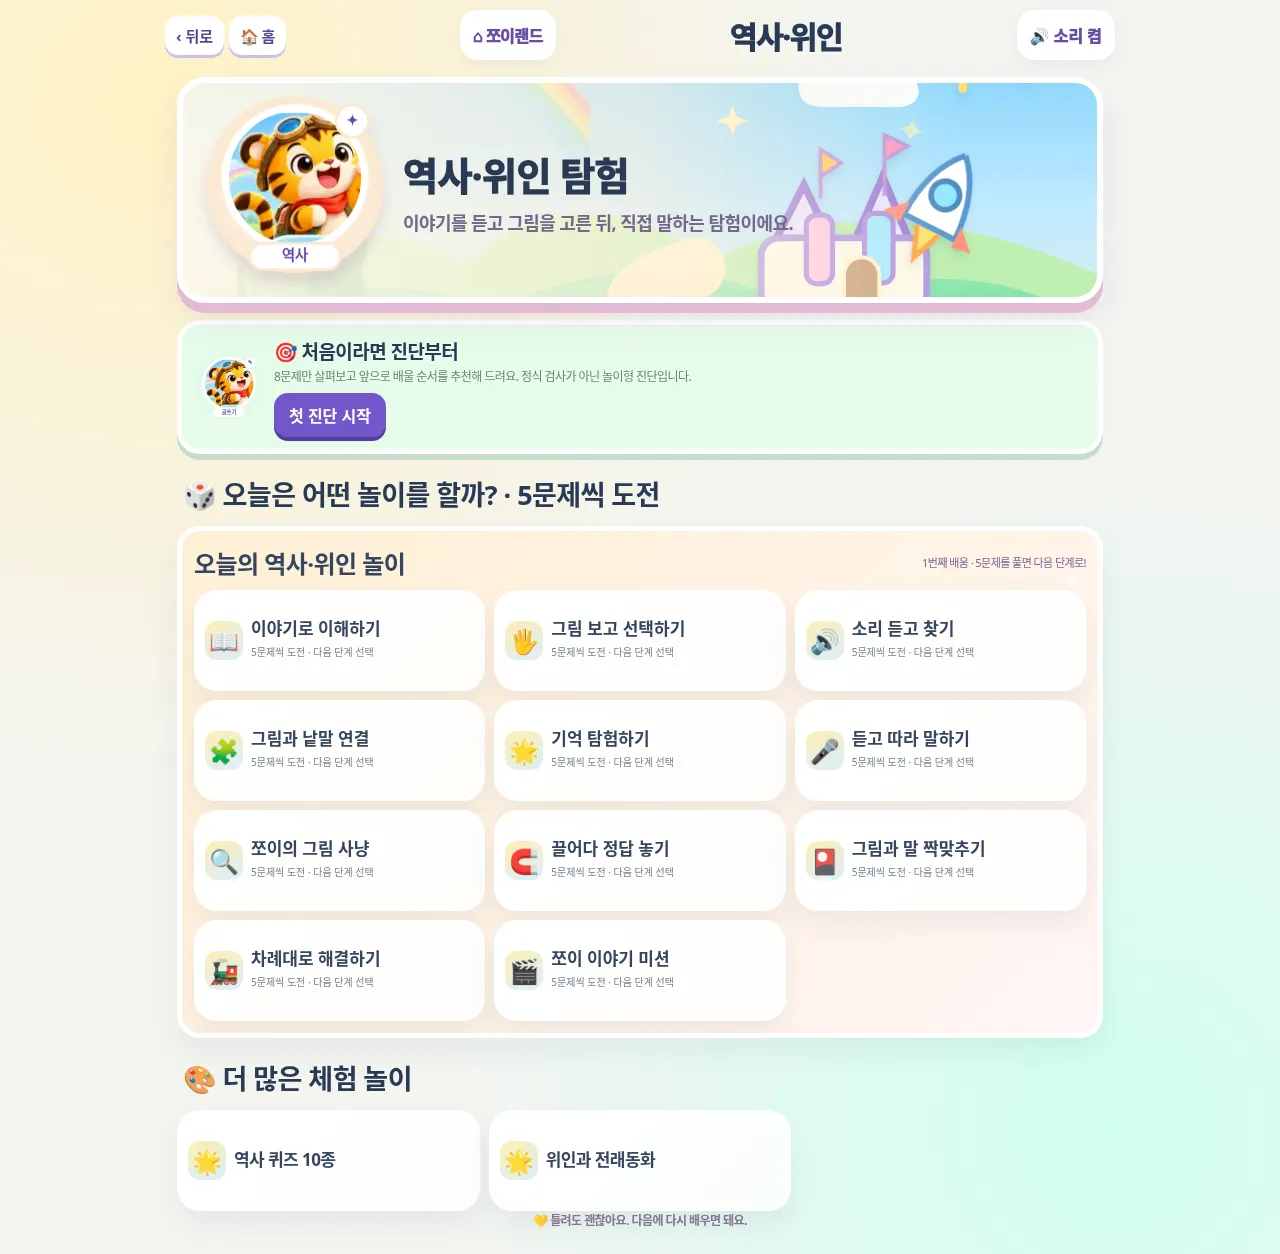 ‹ 뒤로
홈
⌂ 쪼이랜드
역사·위인
소리 켬
역사
역사·위인 탐험
이야기를 듣고 그림을 고른 뒤, 직접 말하는 탐험이에요.
글쓰기
처음이라면 진단부터
8문제만 살펴보고 앞으로 배울 순서를 추천해 드려요. 정식 검사가 아닌 놀이형 진단입니다.
첫 진단 시작
오늘은 어떤 놀이를 할까? · 5문제씩 도전
오늘의 역사·위인 놀이
1번째 배움 · 5문제를 풀면 다음 단계로!
이야기로 이해하기
5문제씩 도전 · 다음 단계 선택
그림 보고 선택하기
5문제씩 도전 · 다음 단계 선택
소리 듣고 찾기
5문제씩 도전 · 다음 단계 선택
그림과 낱말 연결
5문제씩 도전 · 다음 단계 선택
기억 탐험하기
5문제씩 도전 · 다음 단계 선택
듣고 따라 말하기
5문제씩 도전 · 다음 단계 선택
쪼이의 그림 사냥
5문제씩 도전 · 다음 단계 선택
끌어다 정답 놓기
5문제씩 도전 · 다음 단계 선택
그림과 말 짝맞추기
5문제씩 도전 · 다음 단계 선택
차례대로 해결하기
5문제씩 도전 · 다음 단계 선택
쪼이 이야기 미션
5문제씩 도전 · 다음 단계 선택
더 많은 체험 놀이
역사 퀴즈 10종
위인과 전래동화
틀려도 괜찮아요. 다음에 다시 배우면 돼요.